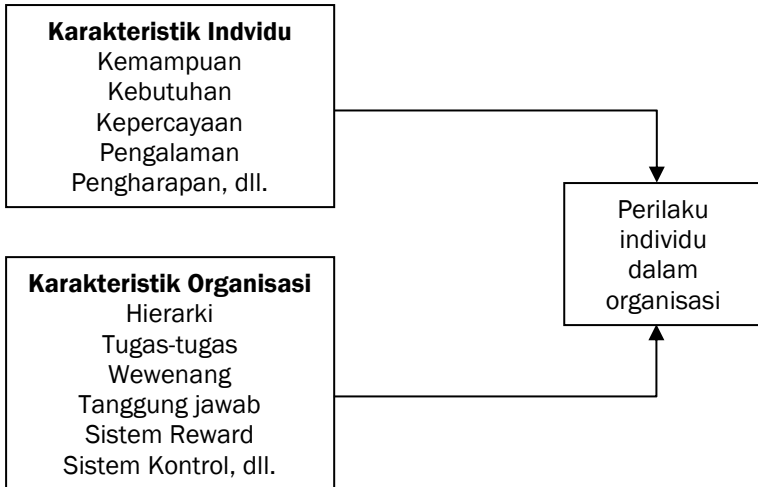 Karakteristik Indvidu
Kemampuan
Kebutuhan
Kepercayaan
Pengalaman
Pengharapan, dll.
Karakteristik Organisasi
Hierarki
Tugas-tugas
Wewenang
Tanggung jawab
Sistem Reward
Sistem Kontrol, dll.
Perilaku
individu
dalam
organisasi